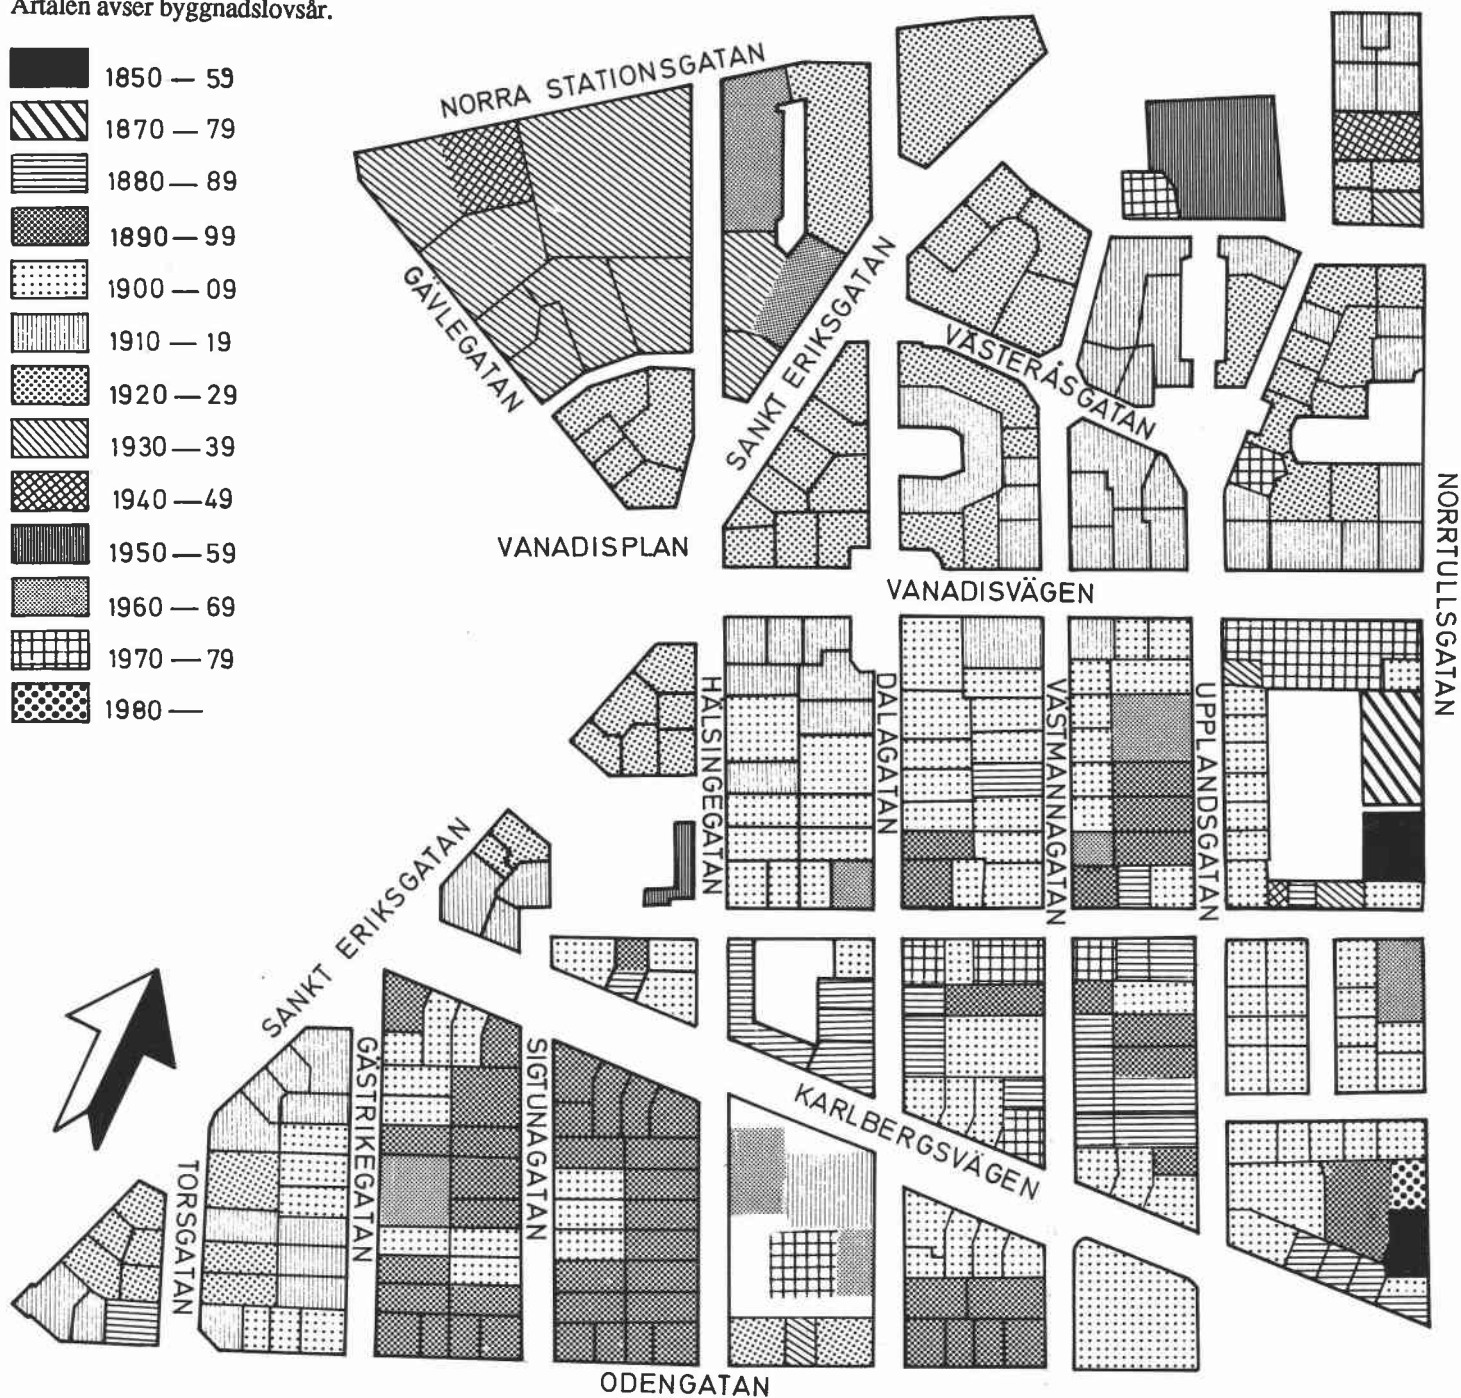 Årtalen avser byggnadslovsår.
1850 — 59
1870 — 79
1880 — 89
1890 — 99
1900 — 09
1910 — 19
1920 — 29
1930 — 39
1940 — 49
1950 — 59
1960 — 69
1970 — 79
1980 —
NORRA STATIONSGATAN
GÄVLEGATAN
SANKT ERIKSGATAN
VÄSTERÅSGATAN
NORRTULLSGATAN
VANADISPLAN
VANADISVÄGEN
HÄLSINGEGATAN
DALAGATAN
VÄSTMANNAGATAN
UPPLANDSGATAN
SANKT ERIKSGATAN
TORSGATAN
GÄSTRIKEGATAN
SIGTUNAGATAN
KARLBERGSVÄGEN
ODENGATAN